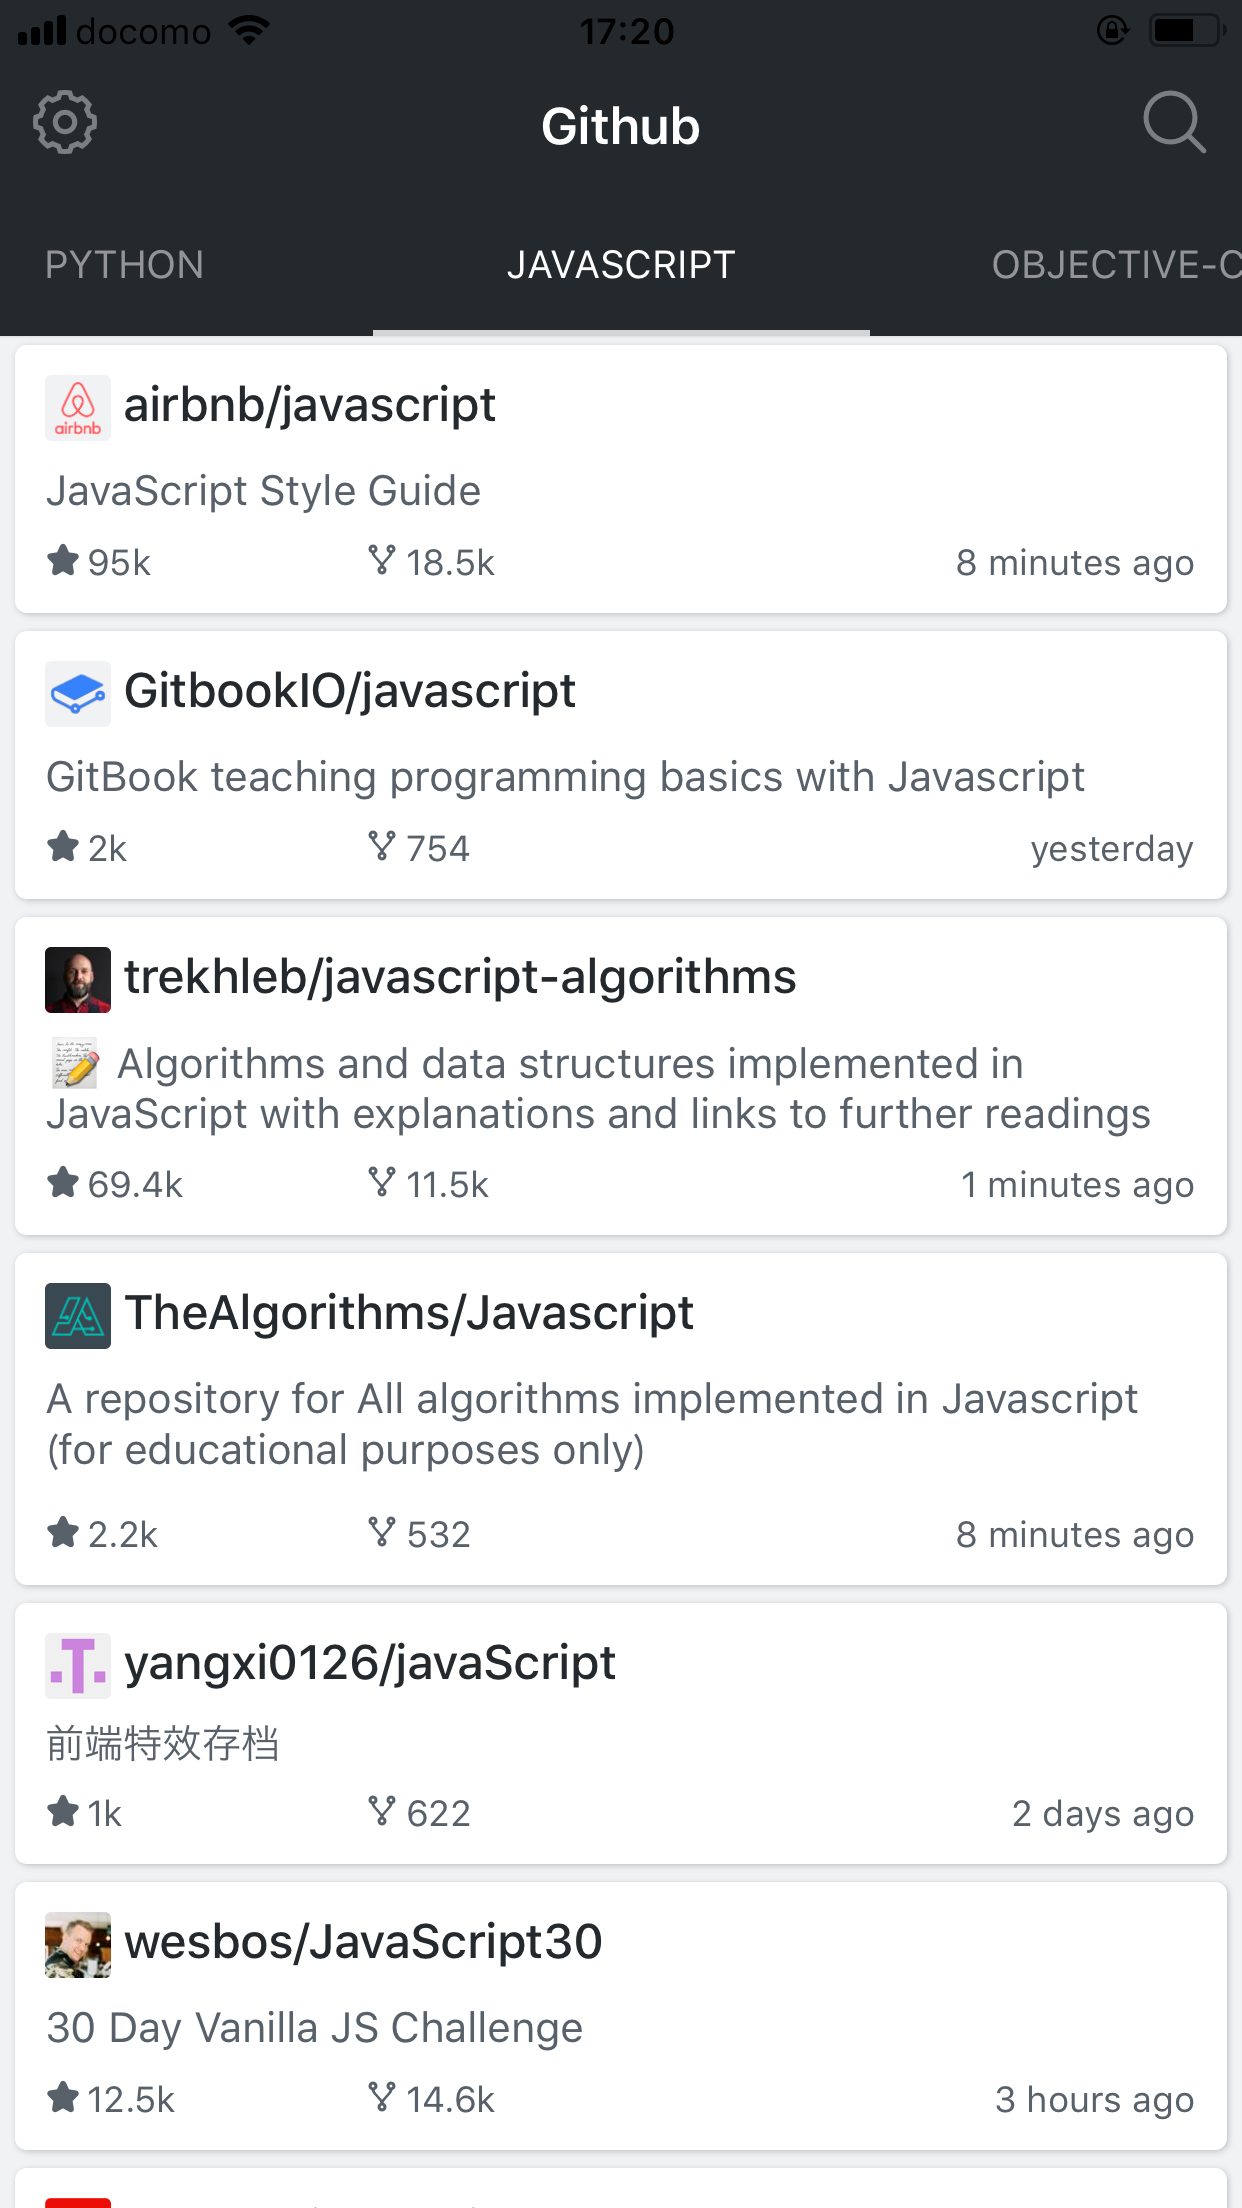 docomo 17:20
Github
PYTHON JAVASCRIPT OBJECTIVE-C
airbnb
airbnb/javascript
JavaScript Style Guide
95k 18.5k 8 minutes ago
GitbookIO/javascript
GitBook teaching programming basics with Javascript
2k 754 yesterday
trekhleb/javascript-algorithms
📝 Algorithms and data structures implemented in
JavaScript with explanations and links to further readings
69.4k 11.5k 1 minutes ago
TheAlgorithms/Javascript
A repository for All algorithms implemented in Javascript
(for educational purposes only)
2.2k 532 8 minutes ago
yangxi0126/javaScript
前端特效存档
1k 622 2 days ago
wesbos/JavaScript30
30 Day Vanilla JS Challenge
12.5k 14.6k 3 hours ago